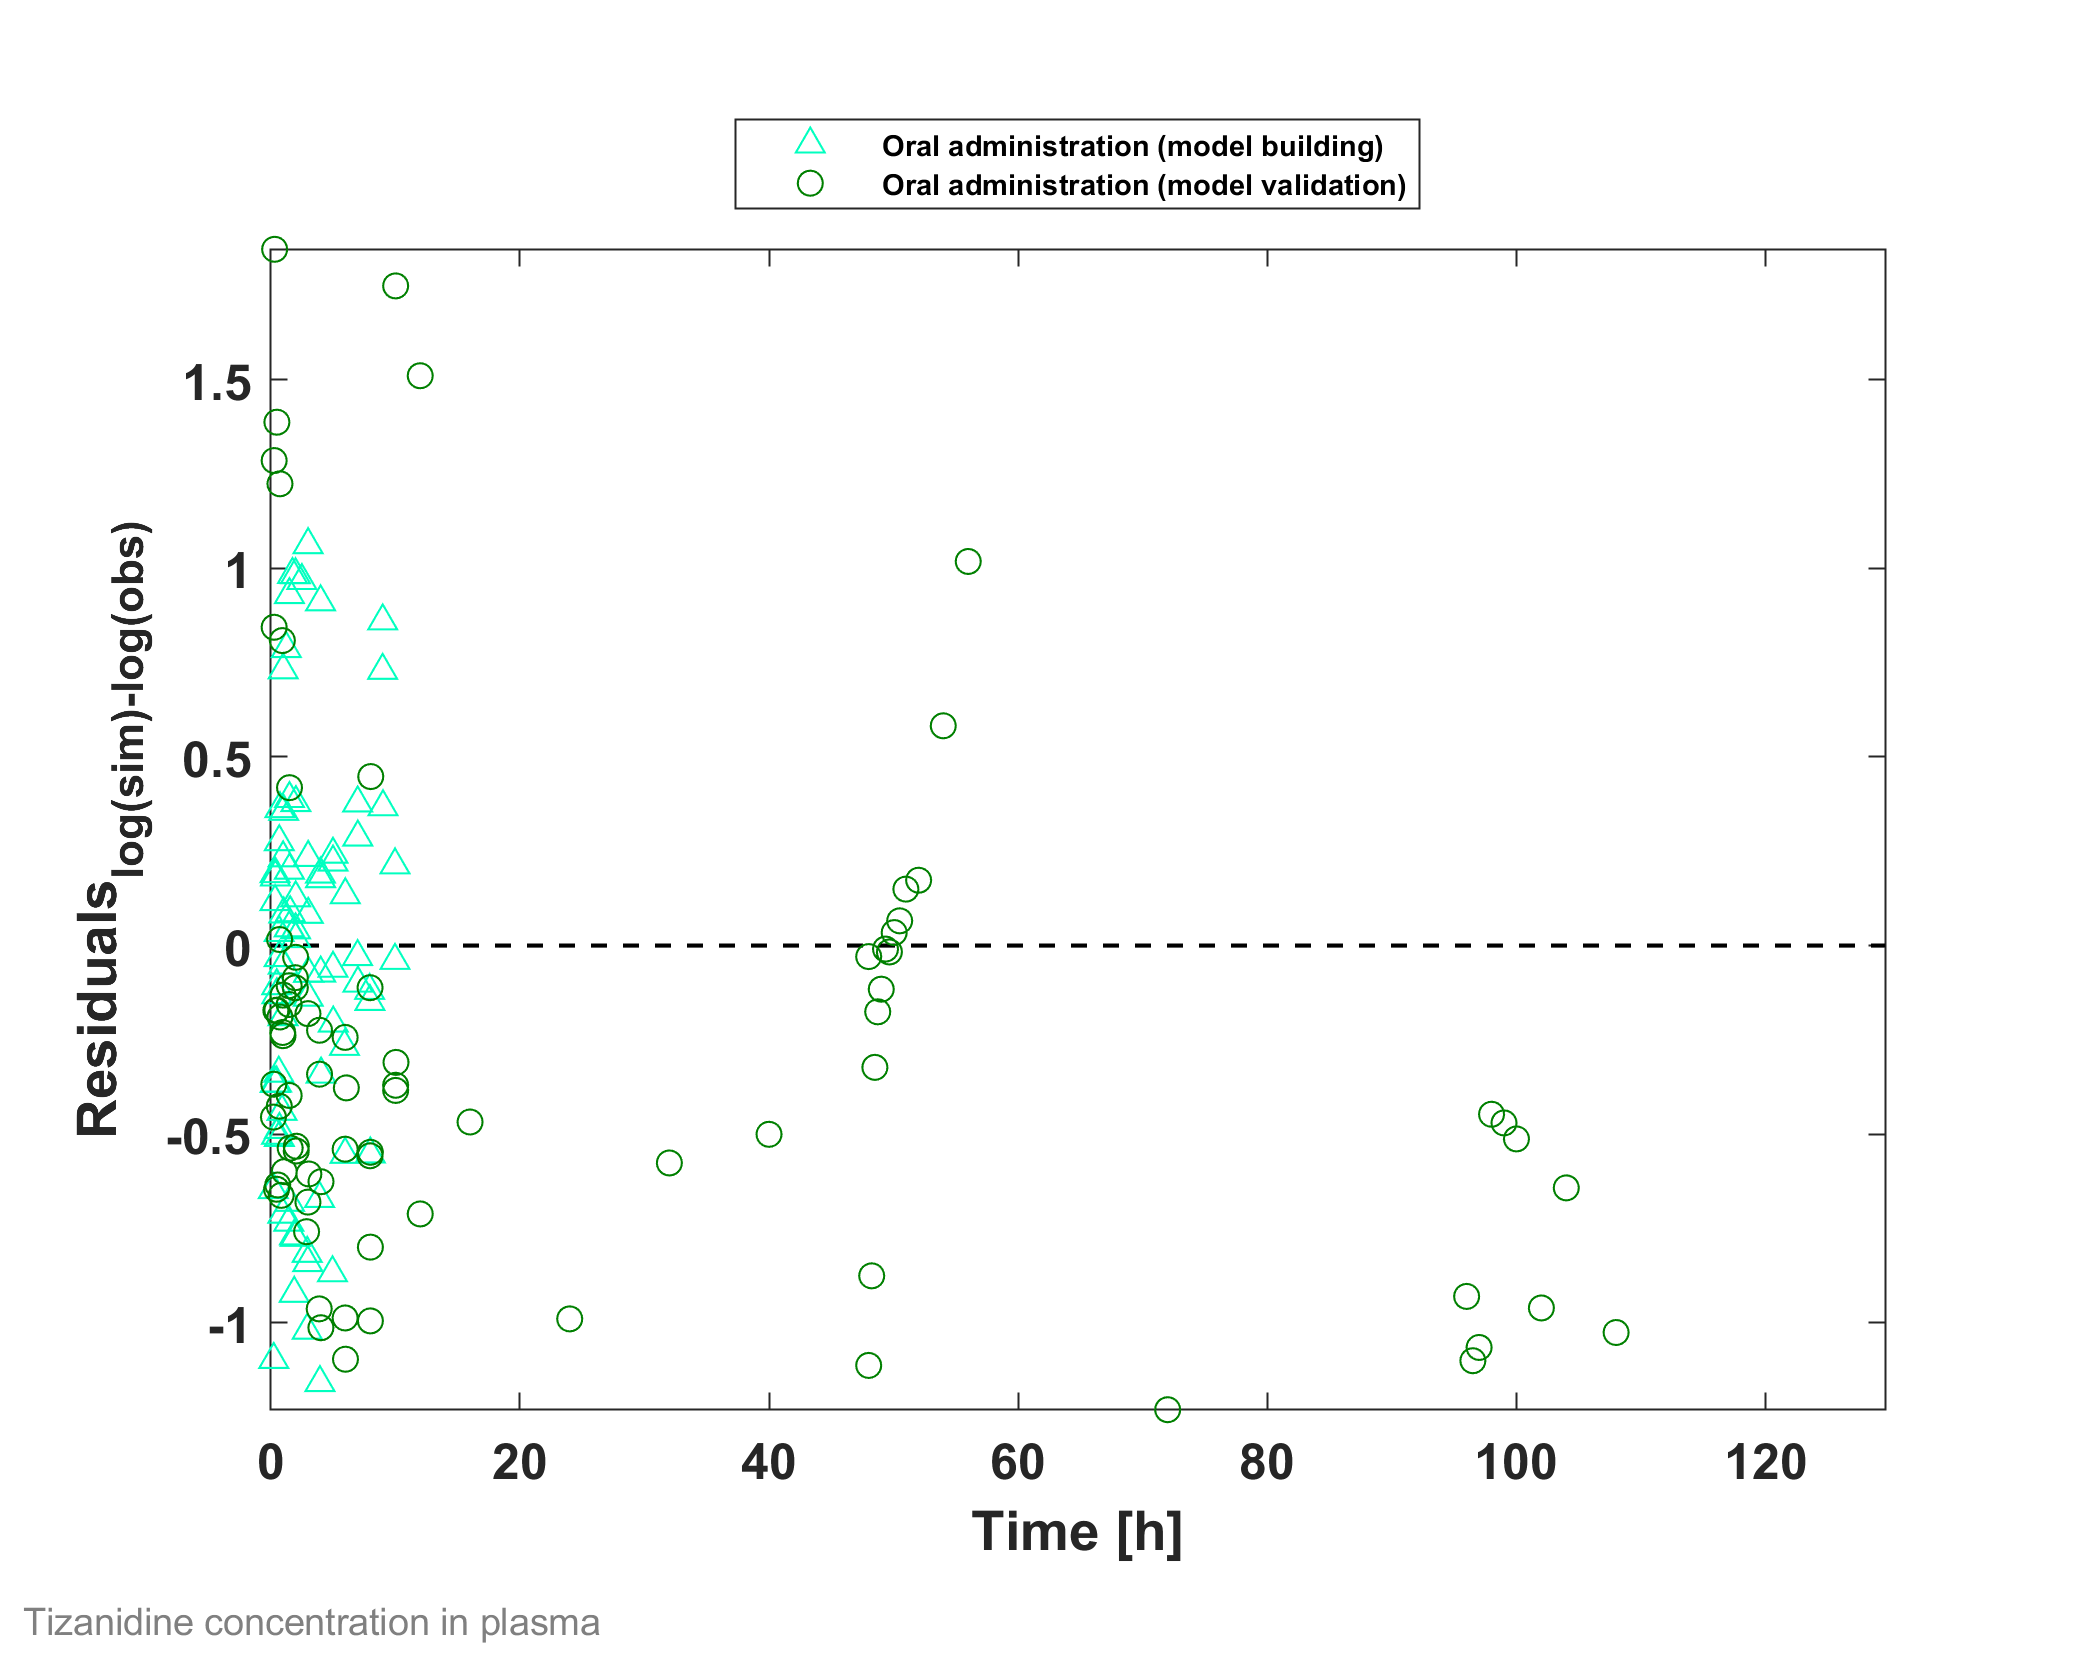 Oral administration (model building)
Oral administration (model validation)
Residuals log(sim)-log(obs)
1.5
1
0.5
0
-0.5
-1
0 20 40 60 80 100 120
Time [h]
Tizanidine concentration in plasma